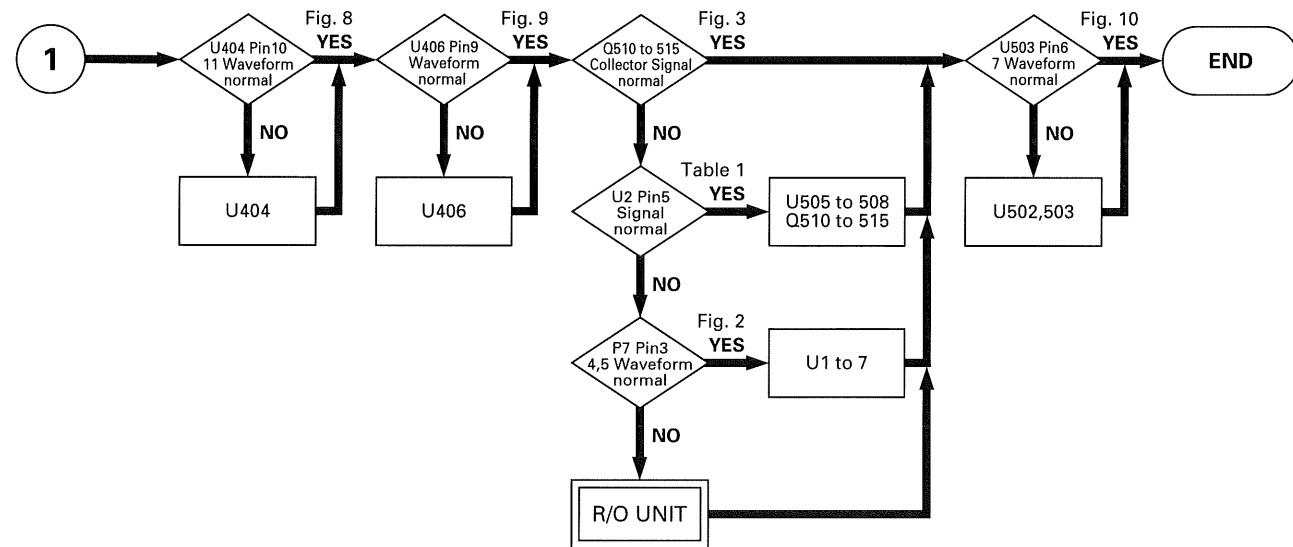 1
U404 Pin10
11 Waveform
normal
Fig. 8
YES
NO
U404
U406 Pin9
Waveform
normal
Fig. 9
YES
NO
U406
Q510 to 515
Collector Signal
normal
Fig. 3
YES
NO
U2 Pin5
Signal
normal
Table 1
YES
U505 to 508
Q510 to 515
NO
P7 Pin3
4,5 Waveform
normal
Fig. 2
YES
U1 to 7
NO
R/O UNIT
U503 Pin6
7 Waveform
normal
Fig. 10
YES
NO
U502,503
END